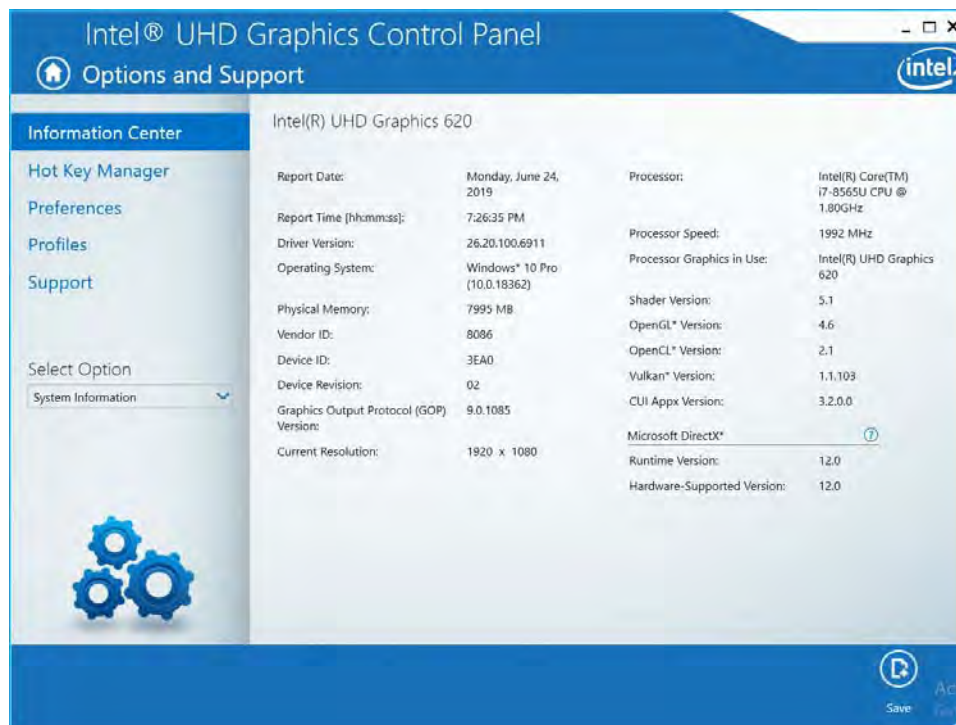 Intel® UHD Graphics Control Panel
Options and Support
intel
Information Center
Hot Key Manager
Preferences
Profiles
Support
Select Option
System Information
Intel(R) UHD Graphics 620
Report Date: Monday, June 24,
2019
Report Time [hh:mm:ss]: 7:26:35 PM
Driver Version: 26.20.100.6911
Operating System: Windows* 10 Pro
(10.0.18362)
Physical Memory: 7995 MB
Vendor ID: 8086
Device ID: 3EA0
Device Revision: 02
Graphics Output Protocol (GOP) 9.0.1085
Version:
Current Resolution: 1920 x 1080
Processor: Intel(R) Core(TM)
i7-8565U CPU @
1.80GHz
Processor Speed: 1992 MHz
Processor Graphics in Use: Intel(R) UHD Graphics
620
Shader Version: 5.1
OpenGL* Version: 4.6
OpenCL* Version: 2.1
Vulkan* Version: 1.1.103
CUI Appx Version: 3.2.0.0
Microsoft DirectX* ?
Runtime Version: 12.0
Hardware-Supported Version: 12.0
Save